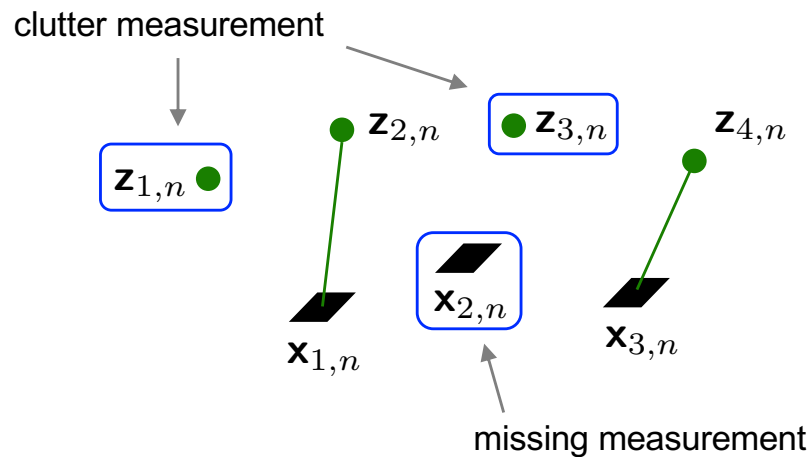 clutter measurement
z_{2,n}
z_{3,n}
z_{4,n}
z_{1,n}
x_{2,n}
x_{1,n}
x_{3,n}
missing measurement